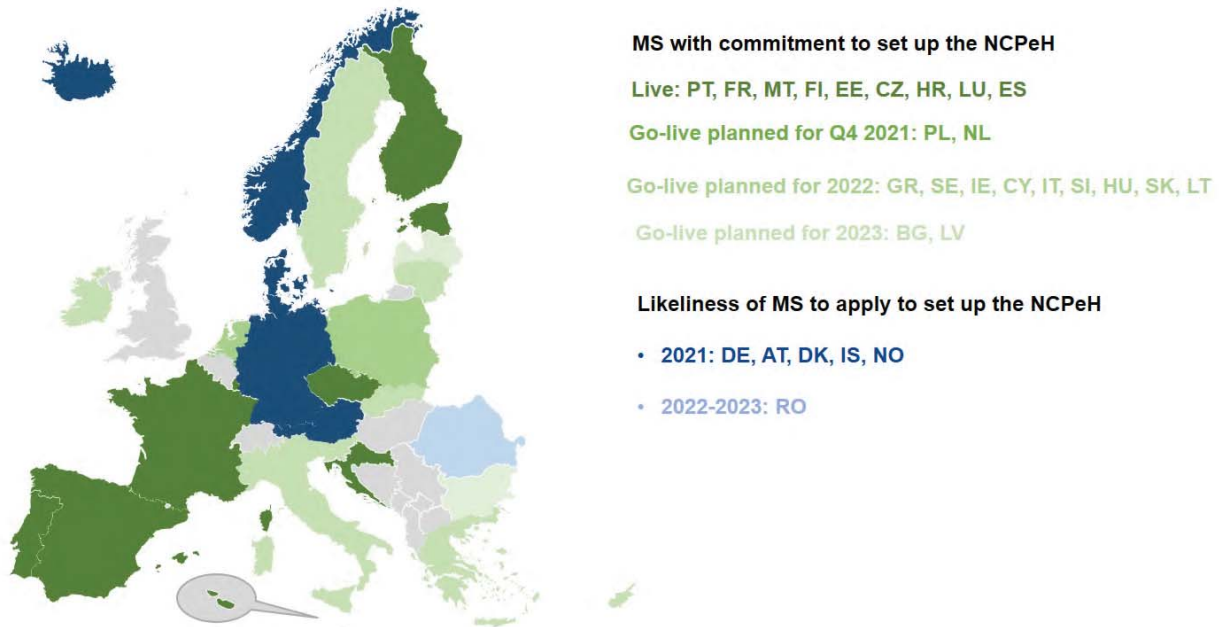 MS with commitment to set up the NCPeH
Live: PT, FR, MT, FI, EE, CZ, HR, LU, ES
Go-live planned for Q4 2021: PL, NL
Go-live planned for 2022: GR, SE, IE, CY, IT, SI, HU, SK, LT
Go-live planned for 2023: BG, LV
Likeliness of MS to apply to set up the NCPeH
• 2021: DE, AT, DK, IS, NO
• 2022-2023: RO